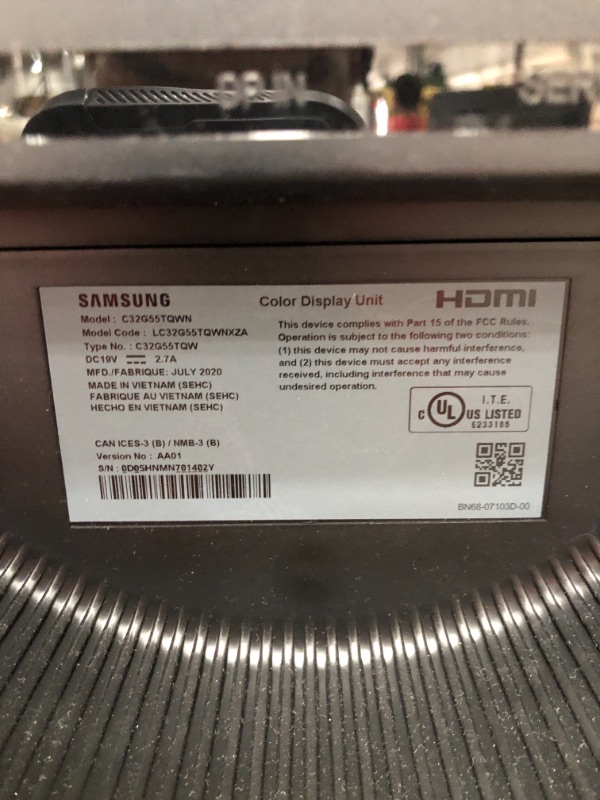 SAMSUNG
Color Display Unit
HDMI
Model : C32G55TQWN
Model Code : LC32G55TQWNXZA
Type No. : C32G55TQW
DC19V 2.7A
MFD./FABRIQUE: JULY 2020
MADE IN VIETNAM (SEHC)
FABRIQUE AU VIETNAM (SEHC)
HECHO EN VIETNAM (SEHC)
CAN ICES-3 (B) / NMB-3 (B)
Version No : AA01
S/N : 0D0SHNMN701402Y
This device complies with Part 15 of the FCC Rules.
Operation is subject to the following two conditions:
(1) this device may not cause harmful interference,
and (2) this device must accept any interference
received, including interference that may cause
undesired operation.
I.T.E.
C UL US LISTED
E233185
BN68-07103D-00